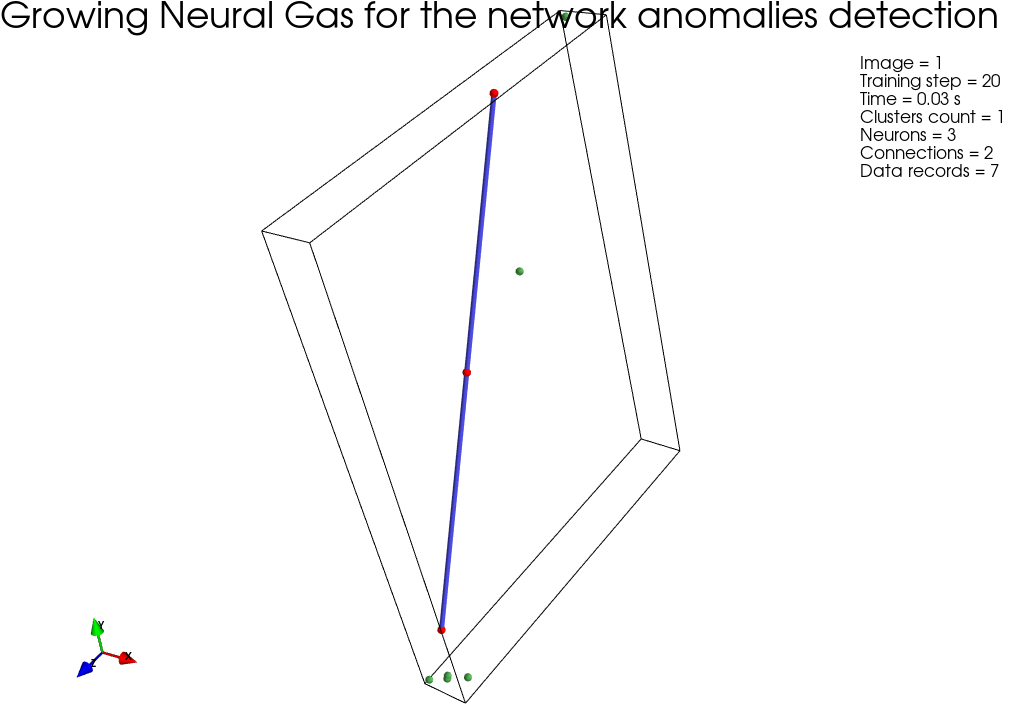 Growing Neural Gas for the network anomalies detection
Image = 1
Training step = 20
Time = 0.03 s
Clusters count = 1
Neurons = 3
Connections = 2
Data records = 7
Y
X
Z